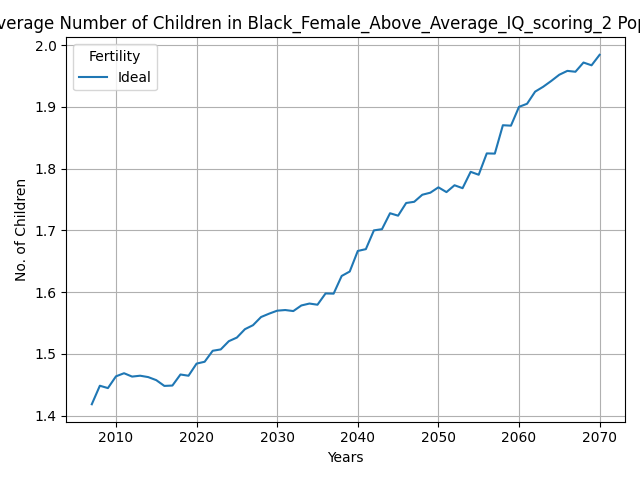 verage Number of Children in Black_Female_Above_Average_IQ_scoring_2 Pop
Fertility
Ideal
2.0
1.9
1.8
1.7
1.6
1.5
1.4
No. of Children
2010 2020 2030 2040 2050 2060 2070
Years